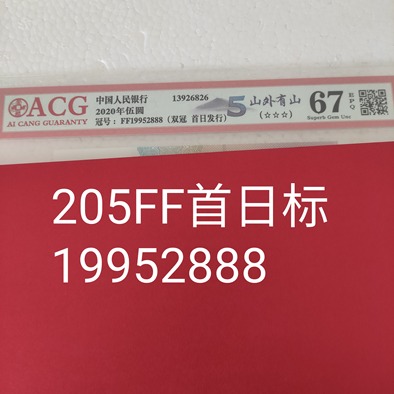 ACG
AI CANG GUARANTY
中国人民银行 13926826
2020年伍圆
冠号：FF19952888（双冠 首日发行）
5 山外有山
（☆☆☆）
67 EPQ
Superb Gem Unc
205FF首日标
19952888